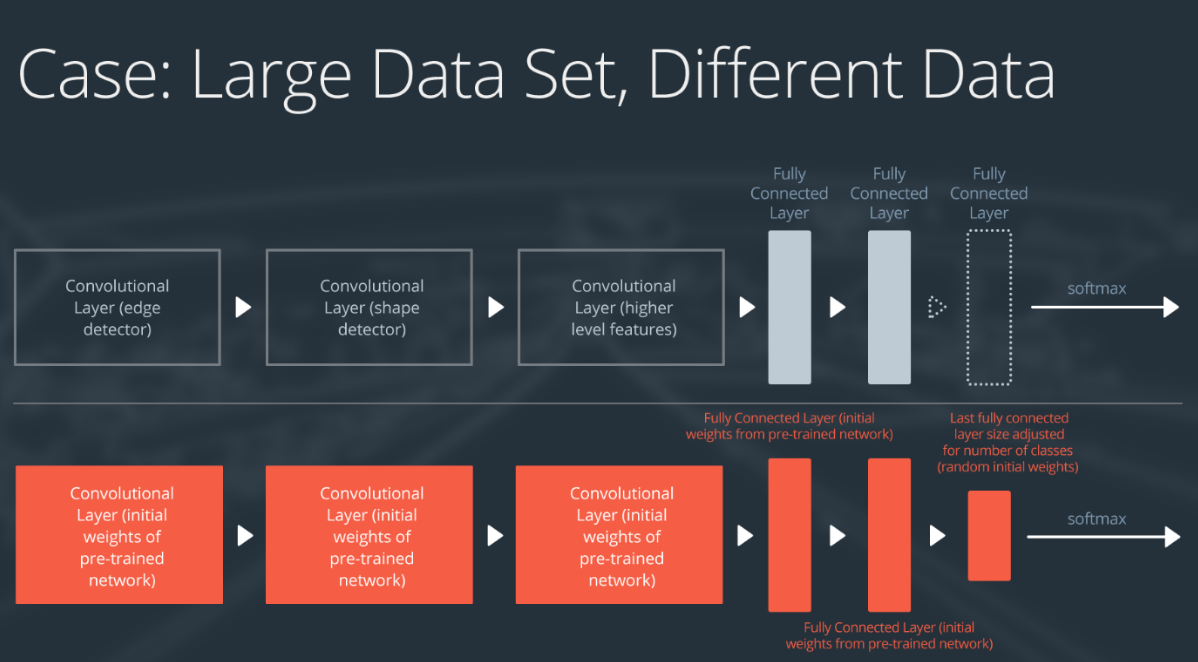 Case: Large Data Set, Different Data
Fully
Connected
Layer
Fully
Connected
Layer
Fully
Connected
Layer
Convolutional
Layer (edge
detector)
Convolutional
Layer (shape
detector)
Convolutional
Layer (higher
level features)
softmax
Fully Connected Layer (initial
weights from pre-trained network)
Last fully connected
layer size adjusted
for number of classes
(random initial weights)
Convolutional
Layer (initial
weights of
pre-trained
network)
Convolutional
Layer (initial
weights of
pre-trained
network)
Convolutional
Layer (initial
weights of
pre-trained
network)
softmax
Fully Connected Layer (initial
weights from pre-trained network)